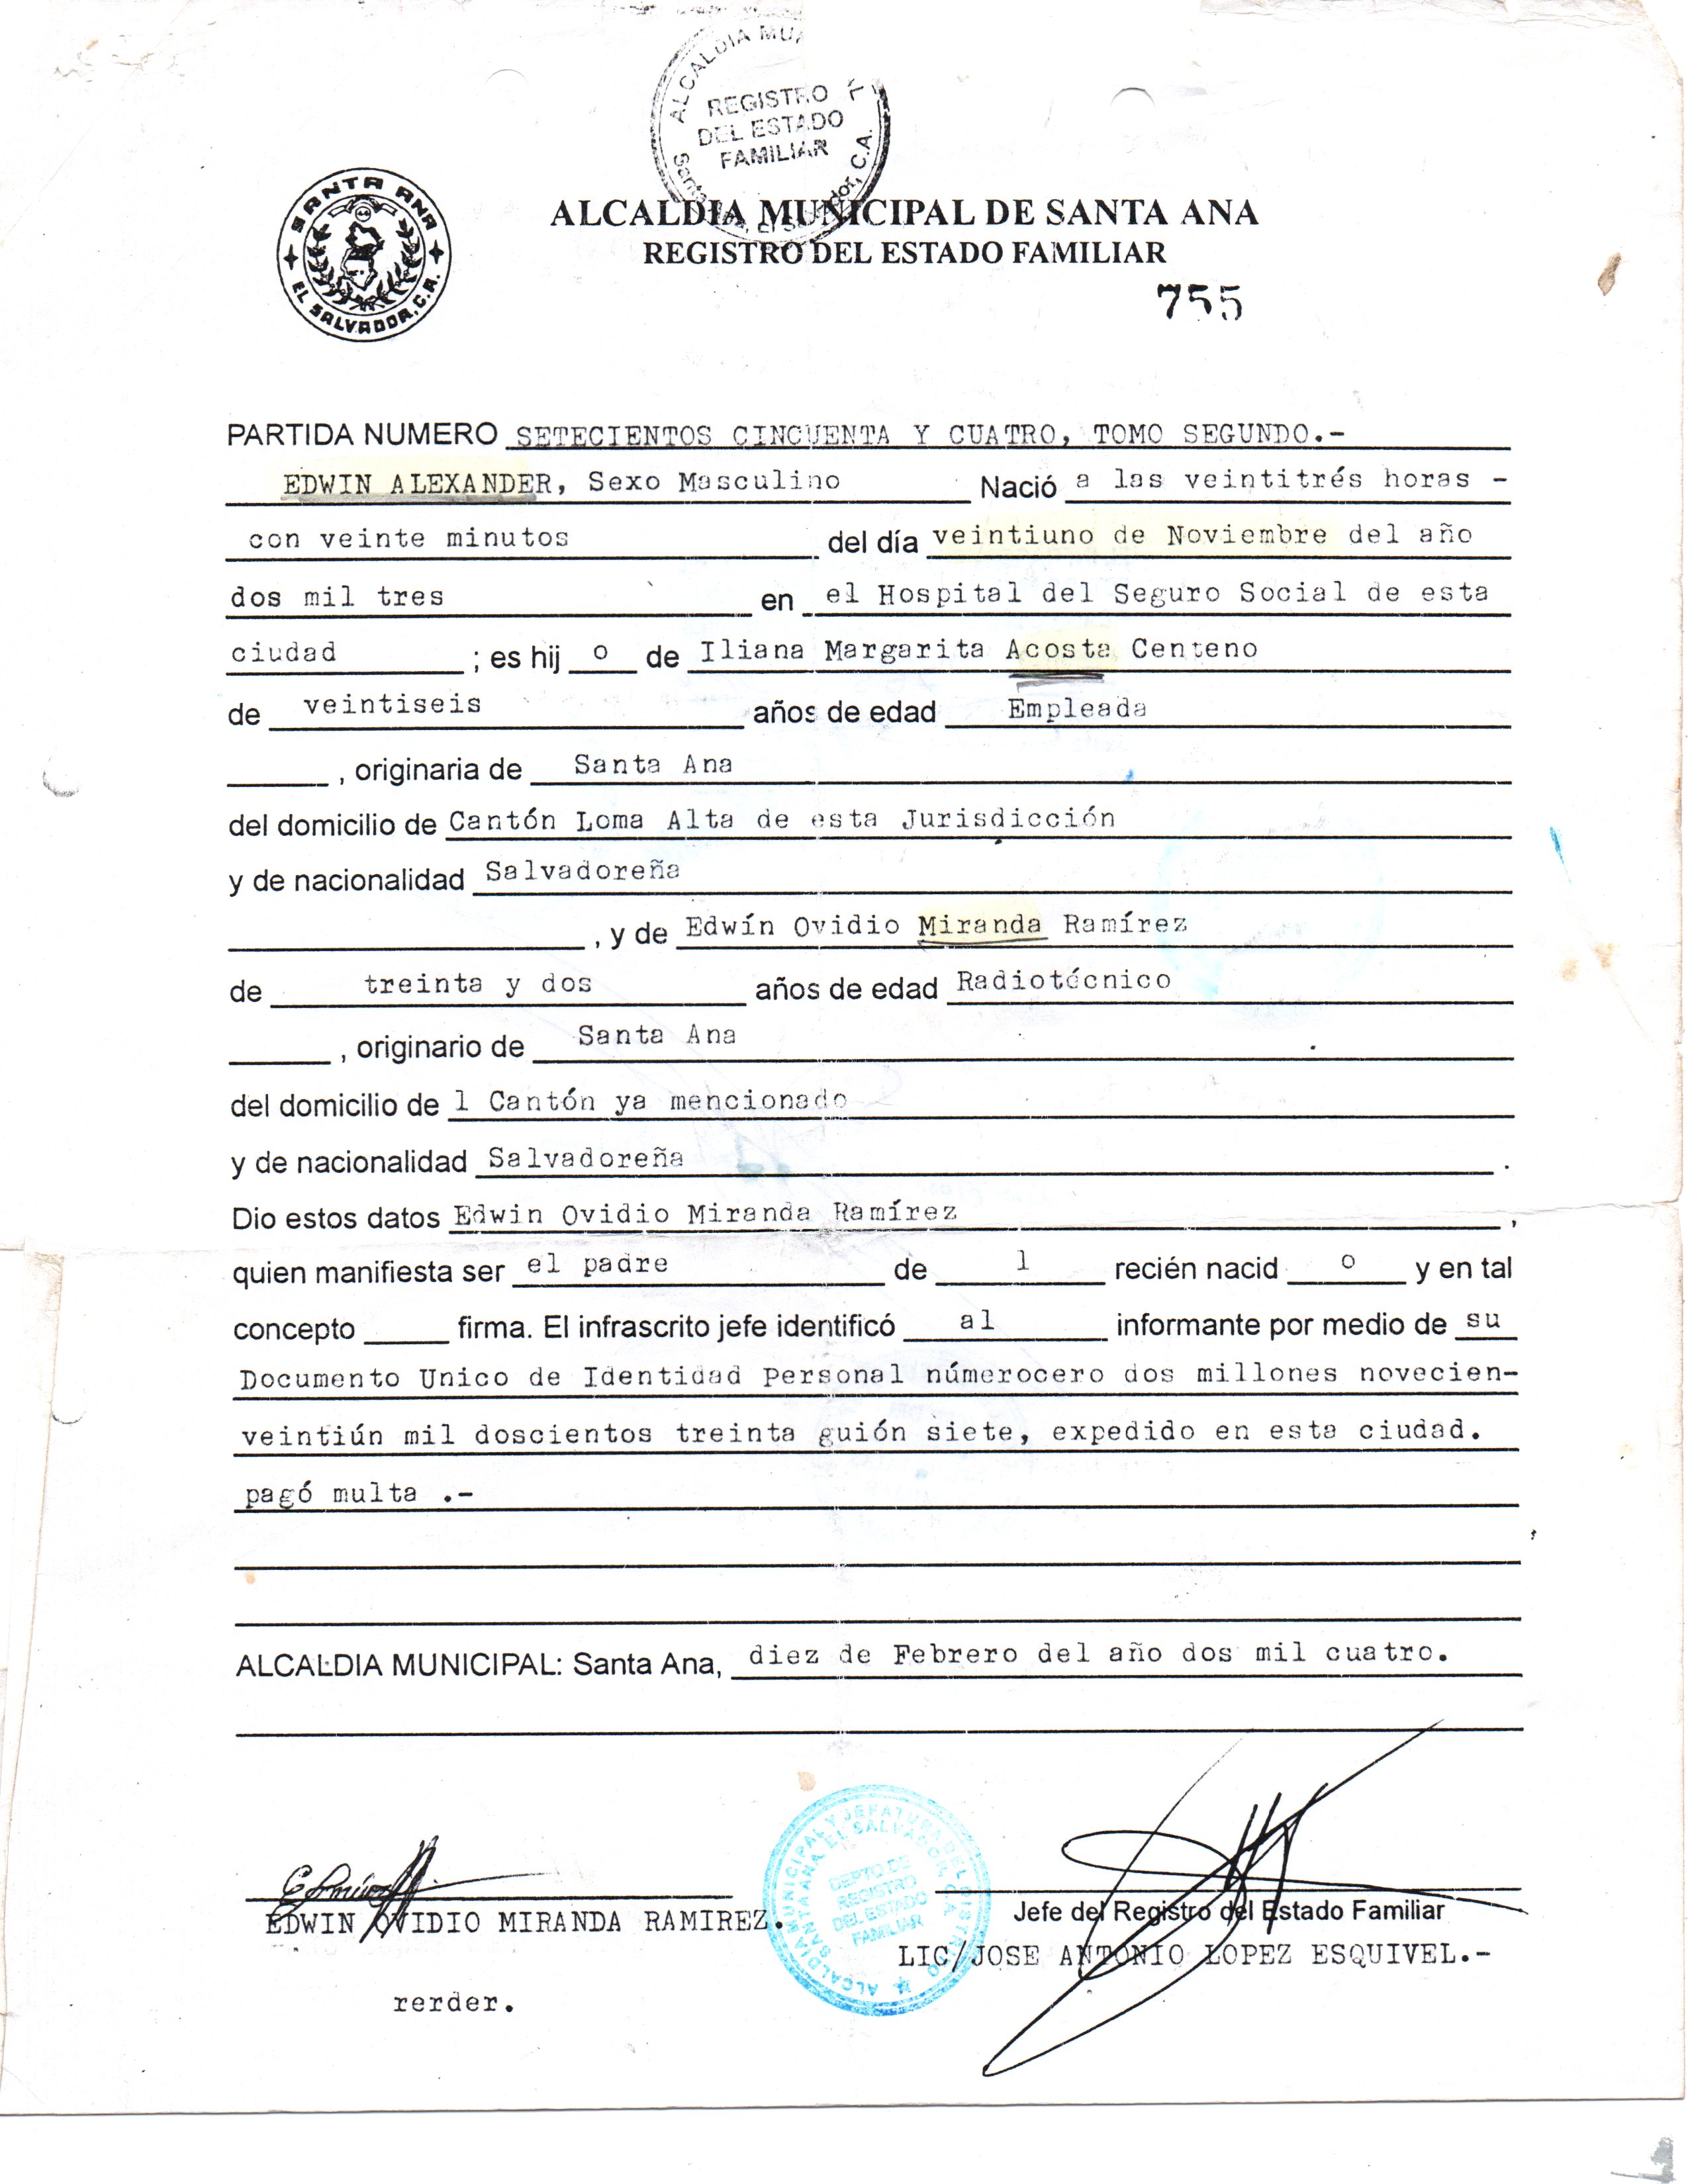 ALCALDIA MUN
REGISTRO
DEL ESTADO
FAMILIAR
SANTA ANA
EL SALVADOR, C.A.
ALCALDIA MUNICIPAL DE SANTA ANA
REGISTRO DEL ESTADO FAMILIAR
755
PARTIDA NUMERO SETECIENTOS CINCUENTA Y CUATRO, TOMO SEGUNDO.-
EDWIN ALEXANDER, Sexo Masculino Nació a las veintitrés horas -
con veinte minutos del día veintiuno de Noviembre del año
dos mil tres en el Hospital del Seguro Social de esta
ciudad ; es hij o de Iliana Margarita Acosta Centeno
de veintiseis años de edad Empleada
, originaria de Santa Ana
del domicilio de Cantón Loma Alta de esta Jurisdicción
y de nacionalidad Salvadoreña
, y de Edwín Ovidio Miranda Ramírez
de treinta y dos años de edad Radiotécnico
, originario de Santa Ana
del domicilio de l Cantón ya mencionado
y de nacionalidad Salvadoreña .
Dio estos datos Edwin Ovidio Miranda Ramírez ,
quien manifiesta ser el padre de l recién nacid o y en tal
concepto firma. El infrascrito jefe identificó al informante por medio de su
Documento Unico de Identidad Personal númerocero dos millones novecien-
veintiún mil doscientos treinta guión siete, expedido en esta ciudad.
pagó multa .-
ALCALDIA MUNICIPAL: Santa Ana, diez de Febrero del año dos mil cuatro.
ALCALDIA MUNICIPAL Y JEFATURA DEL DISTRITO
SANTA ANA, EL SALVADOR, C.A.
DEPTO DE
REGISTRO
DEL ESTADO
FAMILIAR
EDWIN OVIDIO MIRANDA RAMIREZ.
Jefe del Registro del Estado Familiar
LIC/JOSE ANTONIO LOPEZ ESQUIVEL.-
rerder.